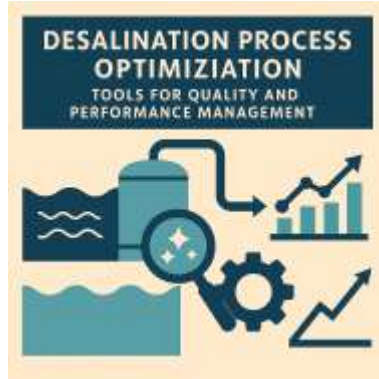 DESALINATION PROCESS
OPTIMIZIATION
TOOLS FOR QUALITY AND
PERFORMANCE MANAGEMENT